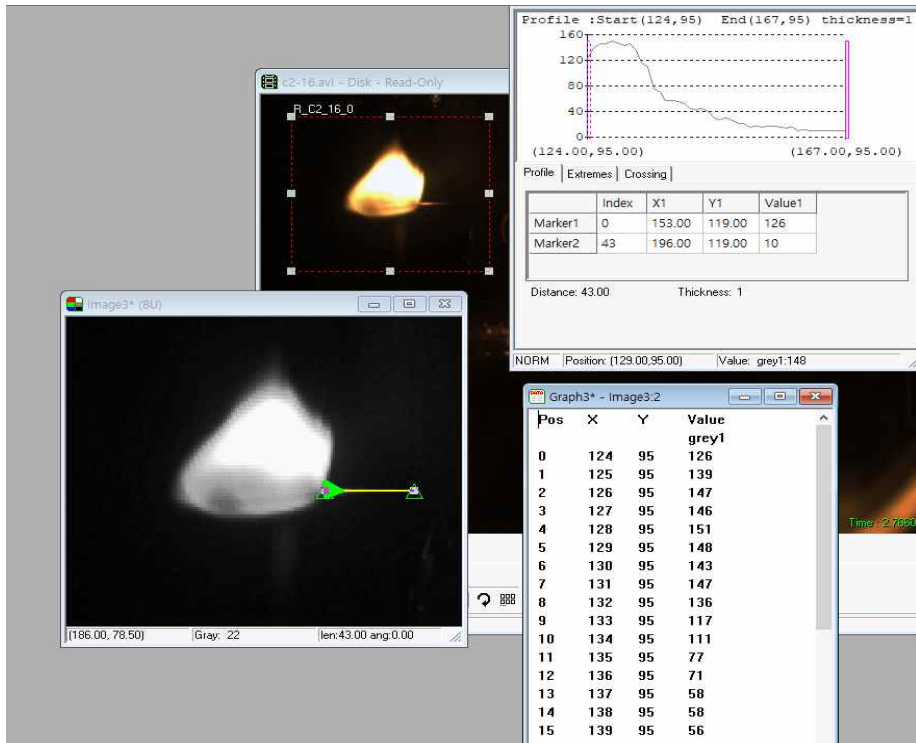 Profile :Start(124,95) End(167,95) thickness=1
160
120
80
40
0
(124.00,95.00) (167.00,95.00)
Profile Extremes Crossing
Index X1 Y1 Value1
Marker1 0 153.00 119.00 126
Marker2 43 196.00 119.00 10
Distance: 43.00 Thickness: 1
NORM Position: (129.00,95.00) Value: grey1:148
c2-16.avi - Disk - Read-Only
R_C2_16_0
Image3* (8U)
(186.00, 78.50) Gray: 22 len:43.00 ang:0.00
Graph3* - Image3:2
Pos X Y Value
grey1
0 124 95 126
1 125 95 139
2 126 95 147
3 127 95 146
4 128 95 151
5 129 95 148
6 130 95 143
7 131 95 147
8 132 95 136
9 133 95 117
10 134 95 111
11 135 95 77
12 136 95 71
13 137 95 58
14 138 95 58
15 139 95 56
Time :